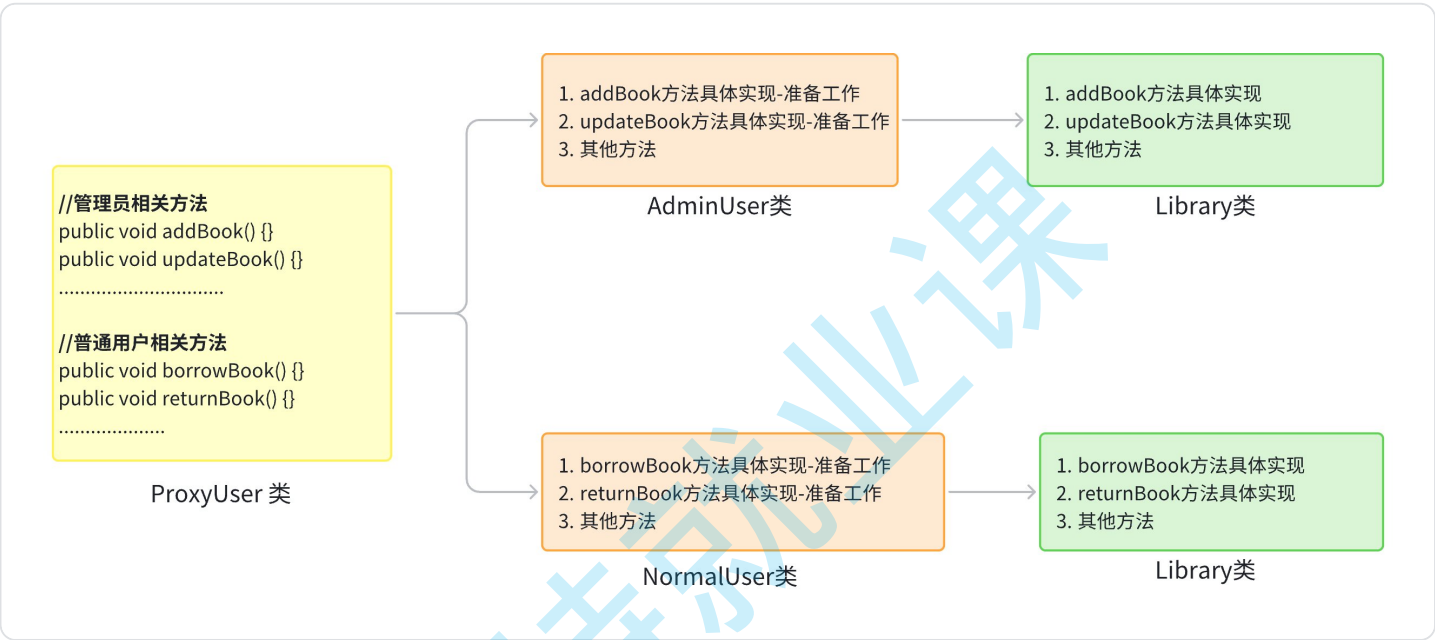 //管理员相关方法
public void addBook() {}
public void updateBook() {}
...............................
//普通用户相关方法
public void borrowBook() {}
public void returnBook() {}
....................
ProxyUser 类
1. addBook方法具体实现-准备工作
2. updateBook方法具体实现-准备工作
3. 其他方法
AdminUser类
1. addBook方法具体实现
2. updateBook方法具体实现
3. 其他方法
Library类
1. borrowBook方法具体实现-准备工作
2. returnBook方法具体实现-准备工作
3. 其他方法
NormalUser类
1. borrowBook方法具体实现
2. returnBook方法具体实现
3. 其他方法
Library类
就业课